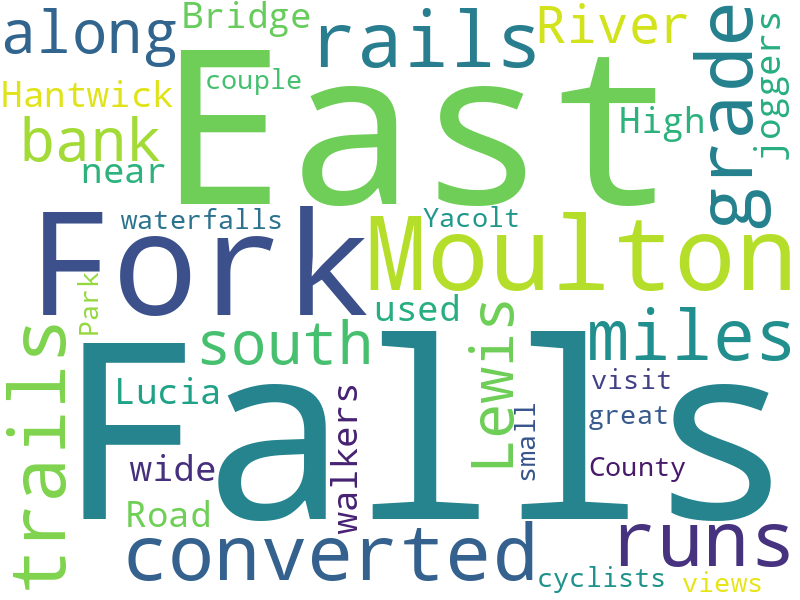 Bridge
along
rails
River
grade
joggers
couple
Hantwick
East
High
bank
near
waterfalls
Yacolt
Fork
Moulton
Park
used
south
miles
trails
Lewis
Lucia
Falls
visit
small
great
walkers
wide
County
Road
converted
runs
cyclists
views